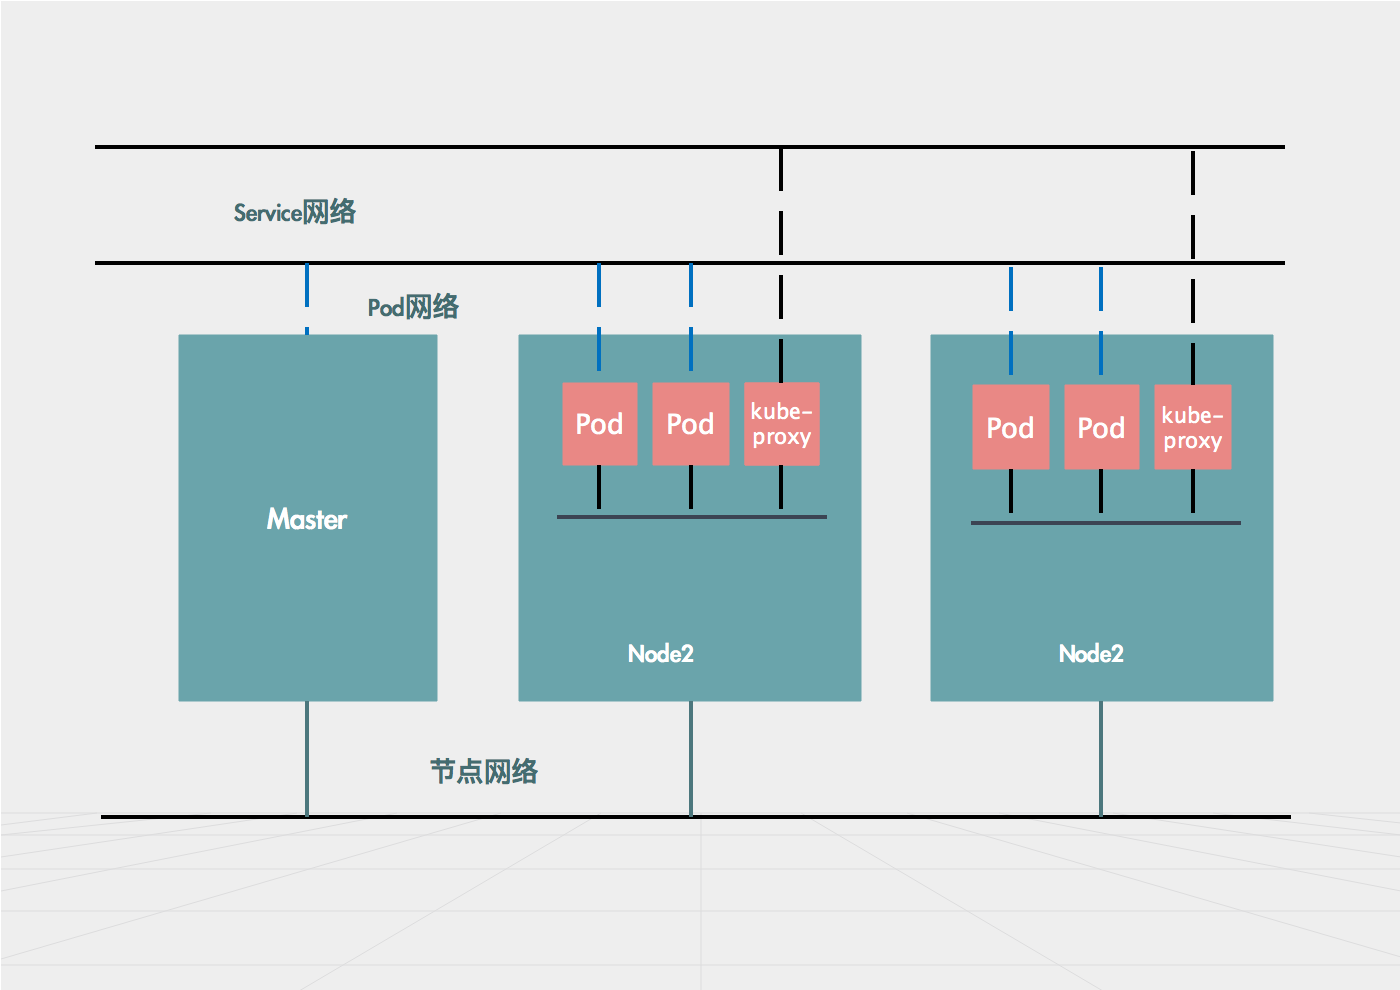 Service网络
Pod网络
Master
Pod
Pod
kube-
proxy
Node2
Pod
Pod
kube-
proxy
Node2
节点网络